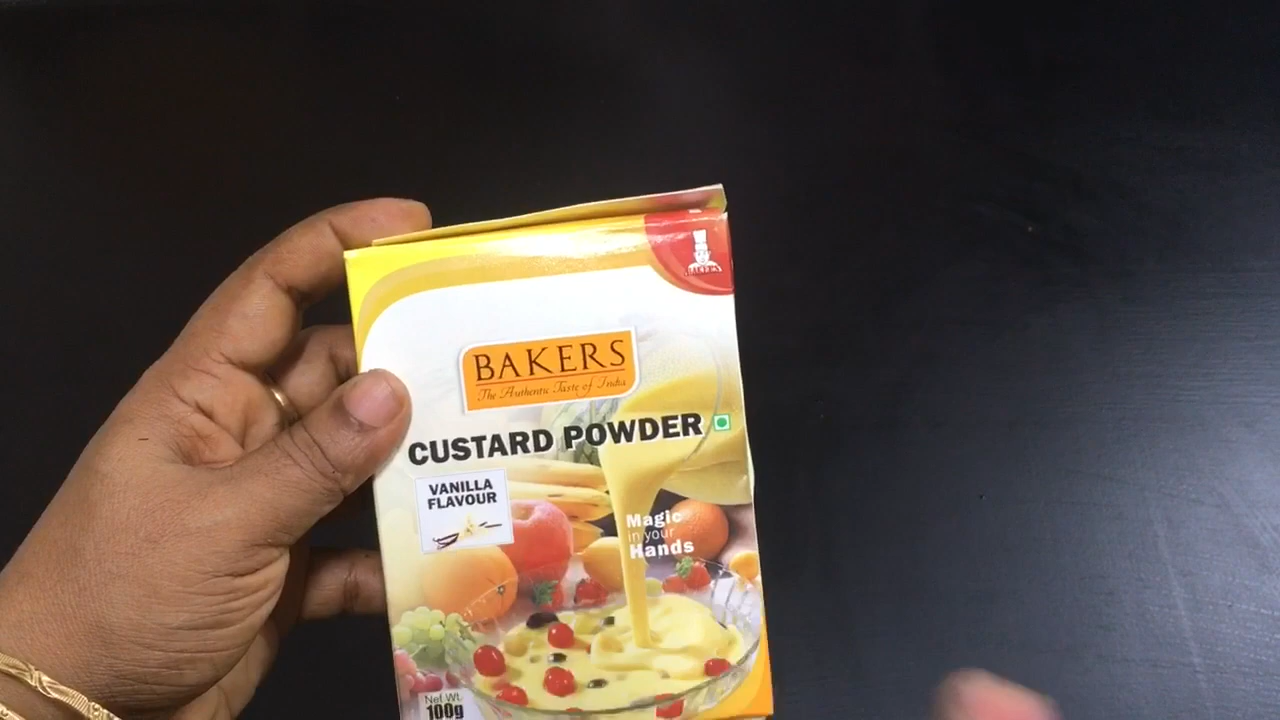 BAKERS
The Authentic Taste of India
CUSTARD POWDER
VANILLA
FLAVOUR
Magic
in your
Hands
Net Wt.
100g